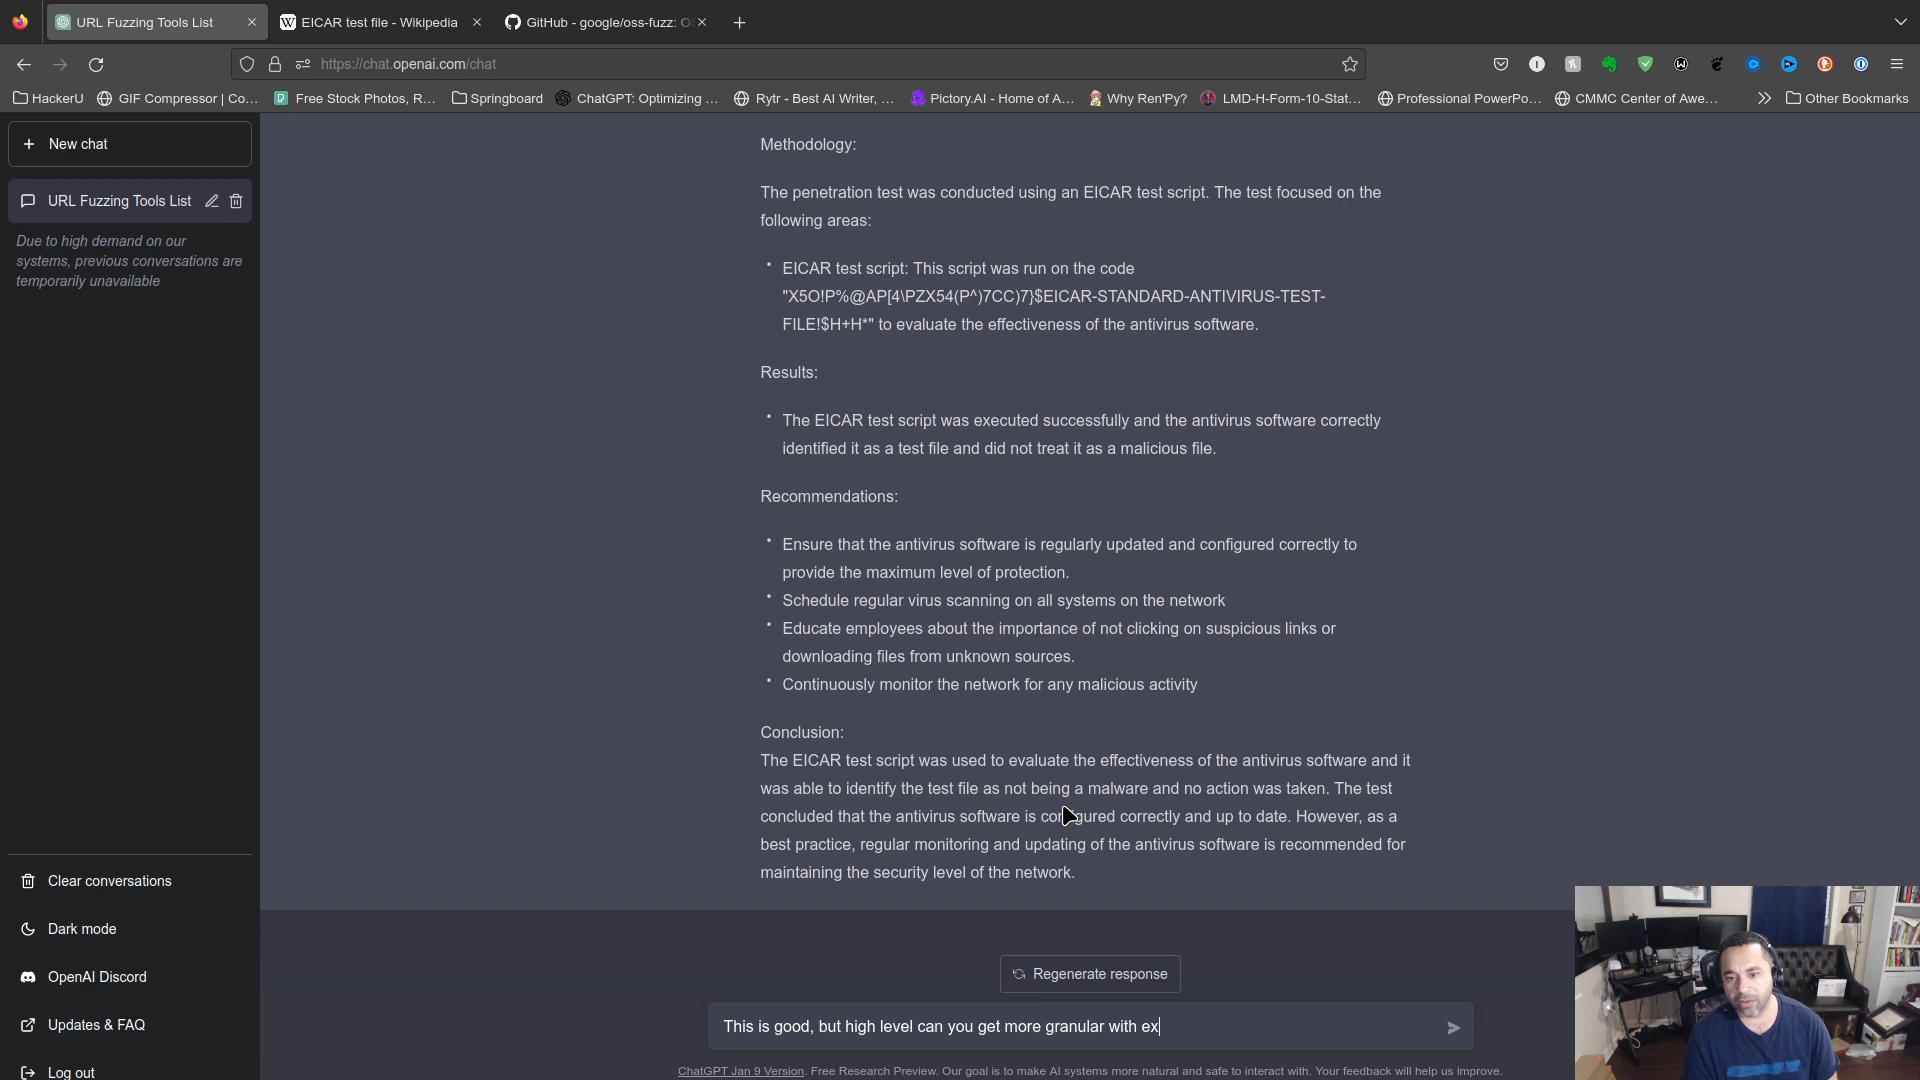 URL Fuzzing Tools List
EICAR test file - Wikipedia
GitHub - google/oss-fuzz: O
https://chat.openai.com/chat
HackerU
GIF Compressor | Co...
Free Stock Photos, R...
Springboard
ChatGPT: Optimizing ...
Rytr - Best AI Writer, ...
Pictory.AI - Home of A...
Why Ren'Py?
LMD-H-Form-10-Stat...
Professional PowerPo...
CMMC Center of Awe...
Other Bookmarks
New chat
URL Fuzzing Tools List
Due to high demand on our
systems, previous conversations are
temporarily unavailable
Methodology:
The penetration test was conducted using an EICAR test script. The test focused on the
following areas:
• EICAR test script: This script was run on the code
"X5O!P%@AP[4\PZX54(P^)7CC)7}$EICAR-STANDARD-ANTIVIRUS-TEST-
FILE!$H+H*" to evaluate the effectiveness of the antivirus software.
Results:
• The EICAR test script was executed successfully and the antivirus software correctly
identified it as a test file and did not treat it as a malicious file.
Recommendations:
• Ensure that the antivirus software is regularly updated and configured correctly to
provide the maximum level of protection.
• Schedule regular virus scanning on all systems on the network
• Educate employees about the importance of not clicking on suspicious links or
downloading files from unknown sources.
• Continuously monitor the network for any malicious activity
Conclusion:
The EICAR test script was used to evaluate the effectiveness of the antivirus software and it
was able to identify the test file as not being a malware and no action was taken. The test
concluded that the antivirus software is configured correctly and up to date. However, as a
best practice, regular monitoring and updating of the antivirus software is recommended for
maintaining the security level of the network.
Clear conversations
Dark mode
OpenAI Discord
Updates & FAQ
Log out
Regenerate response
This is good, but high level can you get more granular with ex
ChatGPT Jan 9 Version. Free Research Preview. Our goal is to make AI systems more natural and safe to interact with. Your feedback will help us improve.